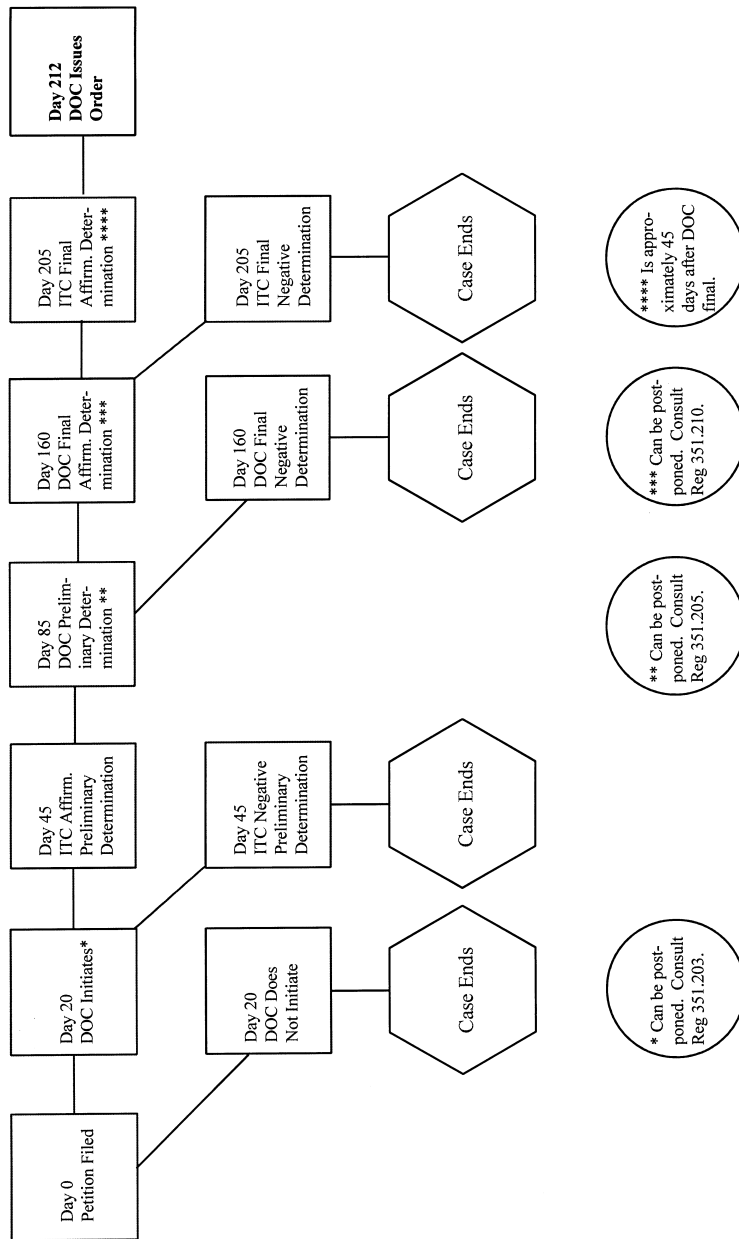 Day 0
Petition Filed
Day 20
DOC Initiates*
Day 45
ITC Affirm.
Preliminary
Determination
Day 85
DOC Prelim-
inary Deter-
mination **
Day 160
DOC Final
Affirm. Deter-
mination ***
Day 205
ITC Final
Affirm. Deter-
mination ****
Day 212
DOC Issues
Order
Day 20
DOC Does
Not Initiate
Day 45
ITC Negative
Preliminary
Determination
Day 160
DOC Final
Negative
Determination
Day 205
ITC Final
Negative
Determination
Case Ends
Case Ends
Case Ends
Case Ends
* Can be post-
poned. Consult
Reg 351.203.
** Can be post-
poned. Consult
Reg 351.205.
*** Can be post-
poned. Consult
Reg 351.210.
**** Is appro-
ximately 45
days after DOC
final.